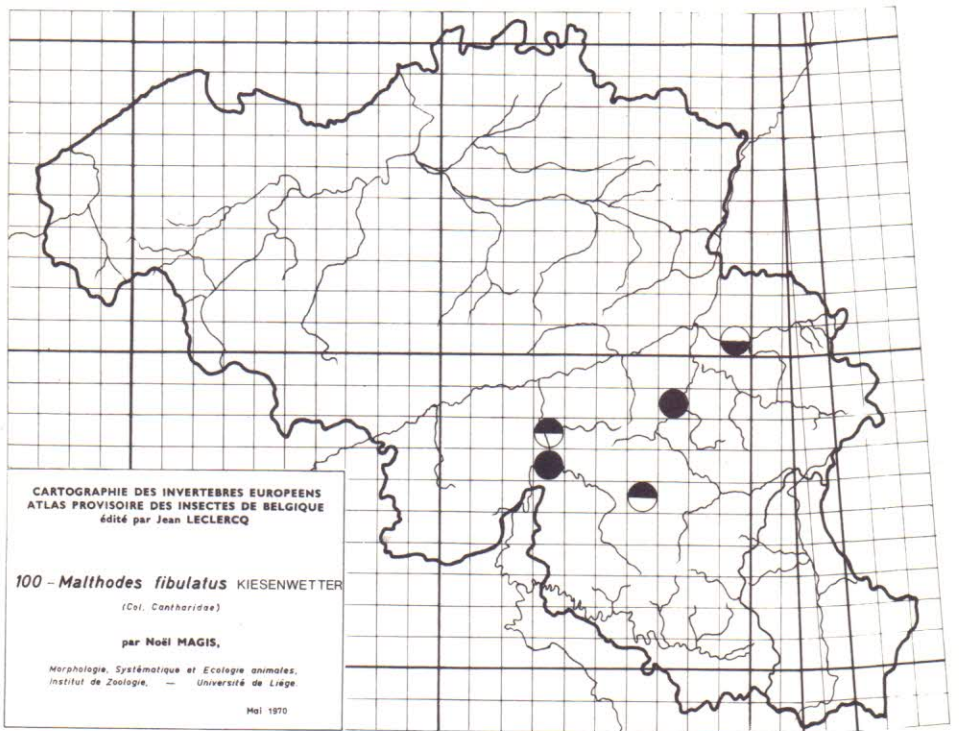 CARTOGRAPHIE DES INVERTEBRES EUROPEENS
ATLAS PROVISOIRE DES INSECTES DE BELGIQUE
édité par Jean LECLERCQ
100 - Malthodes fibulatus KIESENWETTER
(Col. Cantharidae)
par Noël MAGIS,
Morphologie, Systématique et Ecologie animales,
Institut de Zoologie, — Université de Liége.
Mai 1970